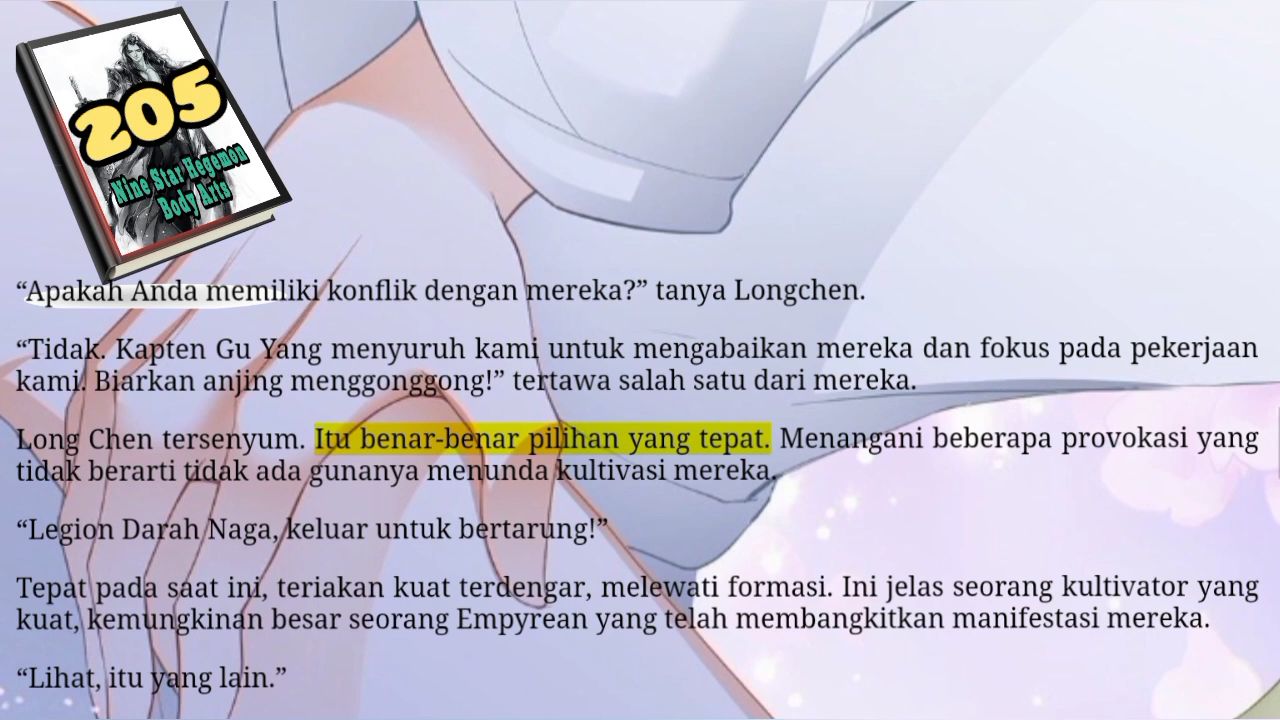 205
Nine Star Hegemon
Body Arts
“Apakah Anda memiliki konflik dengan mereka?” tanya Longchen.
“Tidak. Kapten Gu Yang menyuruh kami untuk mengabaikan mereka dan fokus pada pekerjaan
kami. Biarkan anjing menggonggong!” tertawa salah satu dari mereka.
Long Chen tersenyum. Itu benar-benar pilihan yang tepat. Menangani beberapa provokasi yang
tidak berarti tidak ada gunanya menunda kultivasi mereka.
“Legion Darah Naga, keluar untuk bertarung!”
Tepat pada saat ini, teriakan kuat terdengar, melewati formasi. Ini jelas seorang kultivator yang
kuat, kemungkinan besar seorang Empyrean yang telah membangkitkan manifestasi mereka.
“Lihat, itu yang lain.”